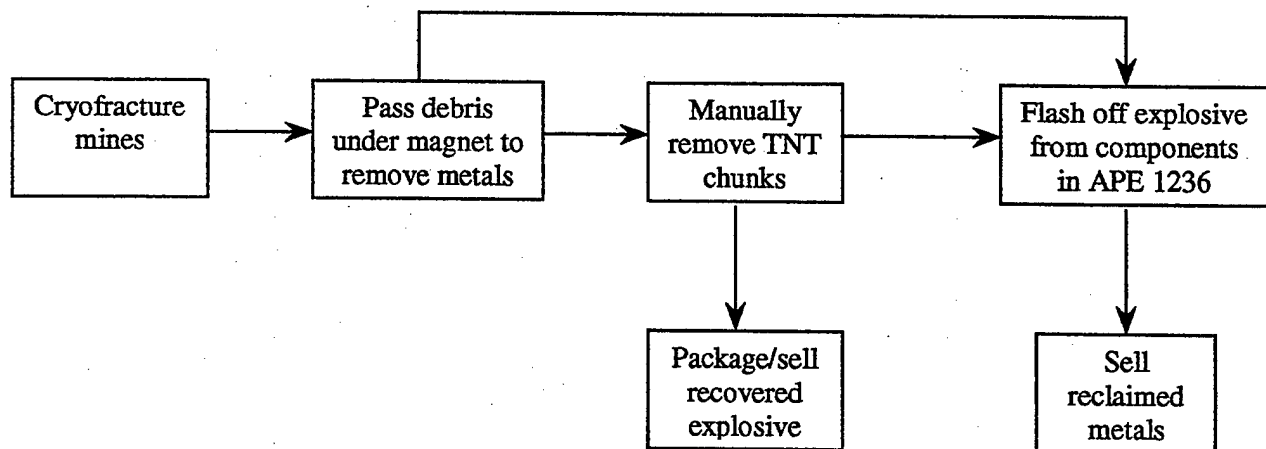 Cryofracture
mines
Pass debris
under magnet to
remove metals
Manually
remove TNT
chunks
Flash off explosive
from components
in APE 1236
Package/sell
recovered
explosive
Sell
reclaimed
metals